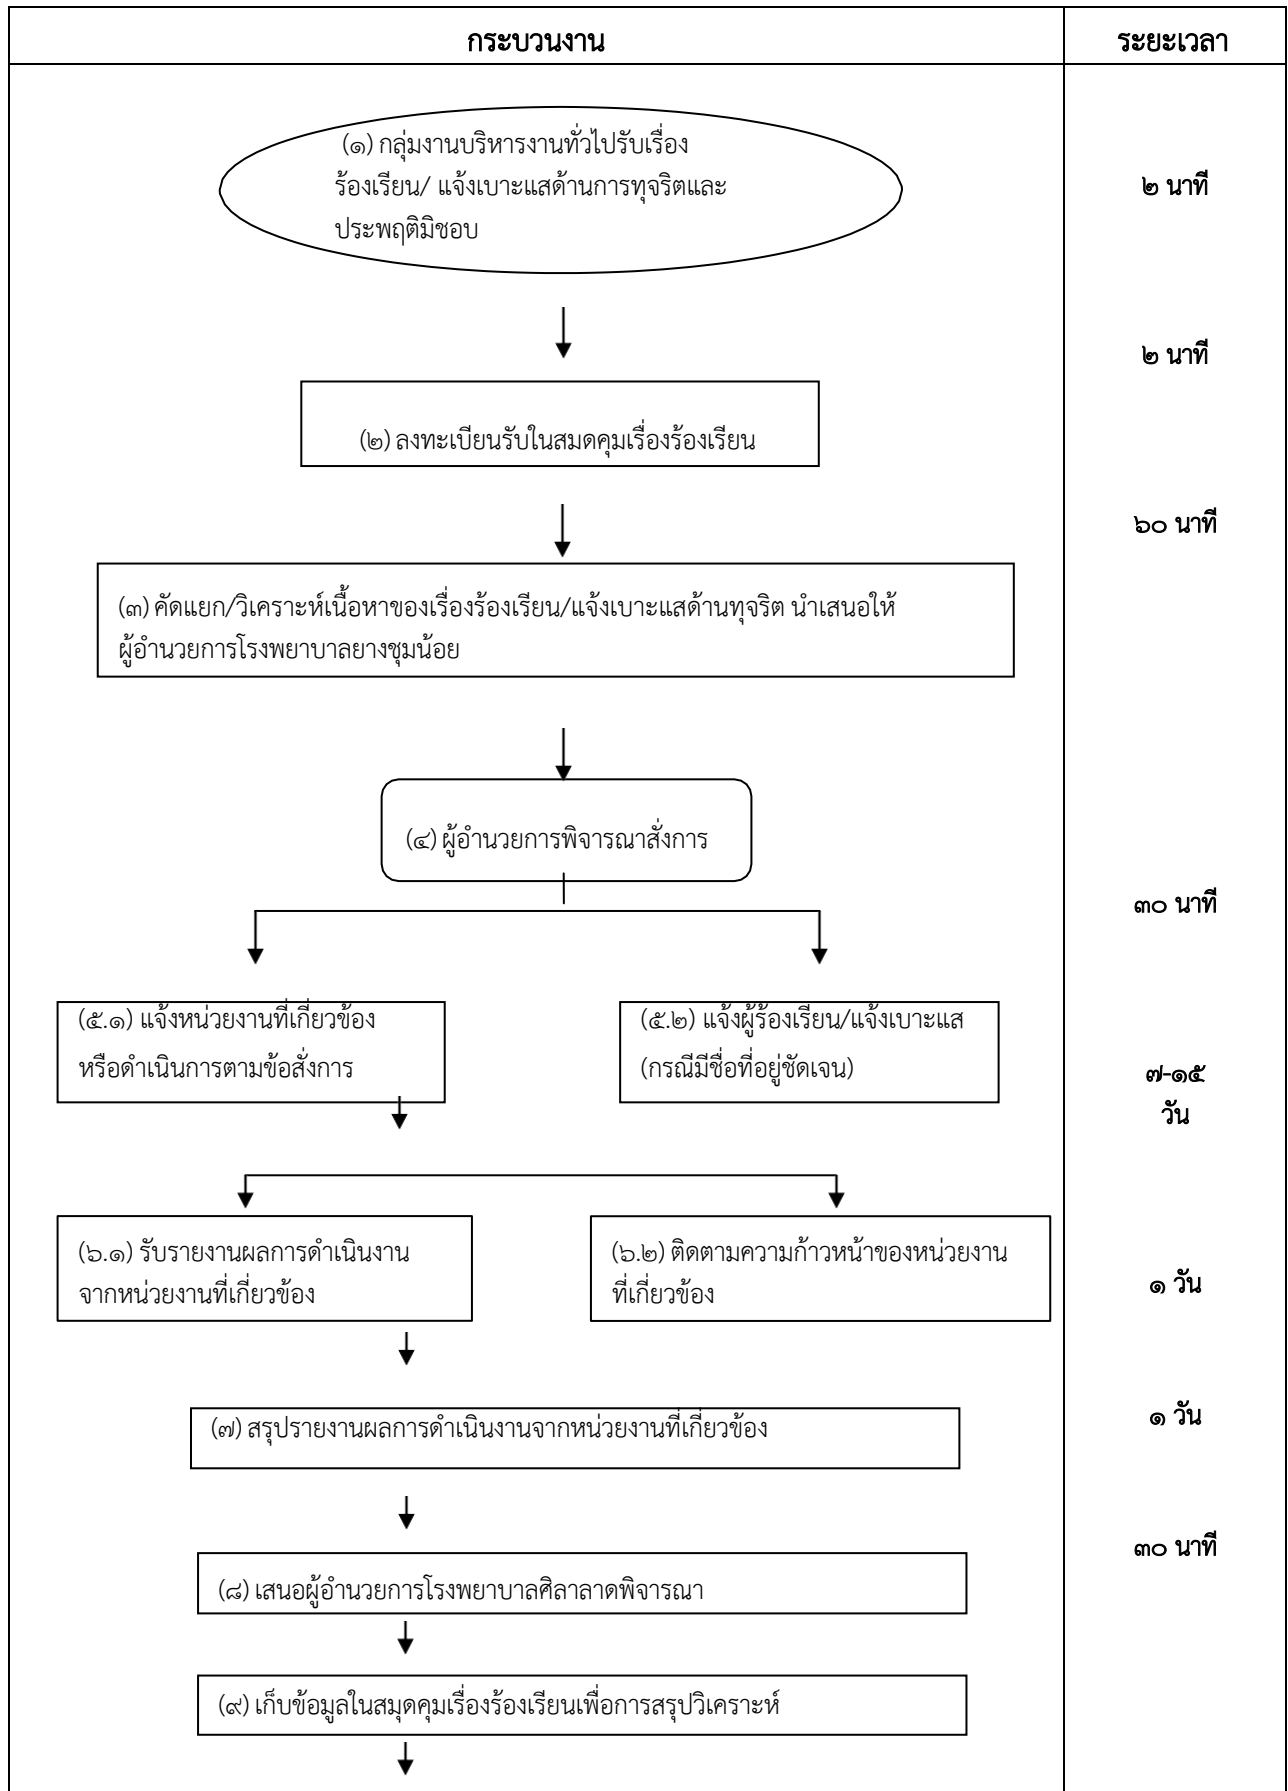 กระบวนงาน
ระยะเวลา
(๑) กลุ่มงานบริหารงานทั่วไปรับเรื่อง
ร้องเรียน/ แจ้งเบาะแสด้านการทุจริตและ
ประพฤติมิชอบ
๒ นาที
๒ นาที
(๒) ลงทะเบียนรับในสมดคุมเรื่องร้องเรียน
๖๐ นาที
(๓) คัดแยก/วิเคราะห์เนื้อหาของเรื่องร้องเรียน/แจ้งเบาะแสด้านทุจริต นำเสนอให้
ผู้อำนวยการโรงพยาบาลยางชุมน้อย
(๔) ผู้อำนวยการพิจารณาสั่งการ
๓๐ นาที
(๕.๑) แจ้งหน่วยงานที่เกี่ยวข้อง
หรือดำเนินการตามข้อสั่งการ
(๕.๒) แจ้งผู้ร้องเรียน/แจ้งเบาะแส
(กรณีมีชื่อที่อยู่ชัดเจน)
๗-๑๕
วัน
(๖.๑) รับรายงานผลการดำเนินงาน
จากหน่วยงานที่เกี่ยวข้อง
(๖.๒) ติดตามความก้าวหน้าของหน่วยงาน
ที่เกี่ยวข้อง
๑ วัน
(๗) สรุปรายงานผลการดำเนินงานจากหน่วยงานที่เกี่ยวข้อง
๑ วัน
๓๐ นาที
(๘) เสนอผู้อำนวยการโรงพยาบาลศิลาลาดพิจารณา
(๙) เก็บข้อมูลในสมุดคุมเรื่องร้องเรียนเพื่อการสรุปวิเคราะห์